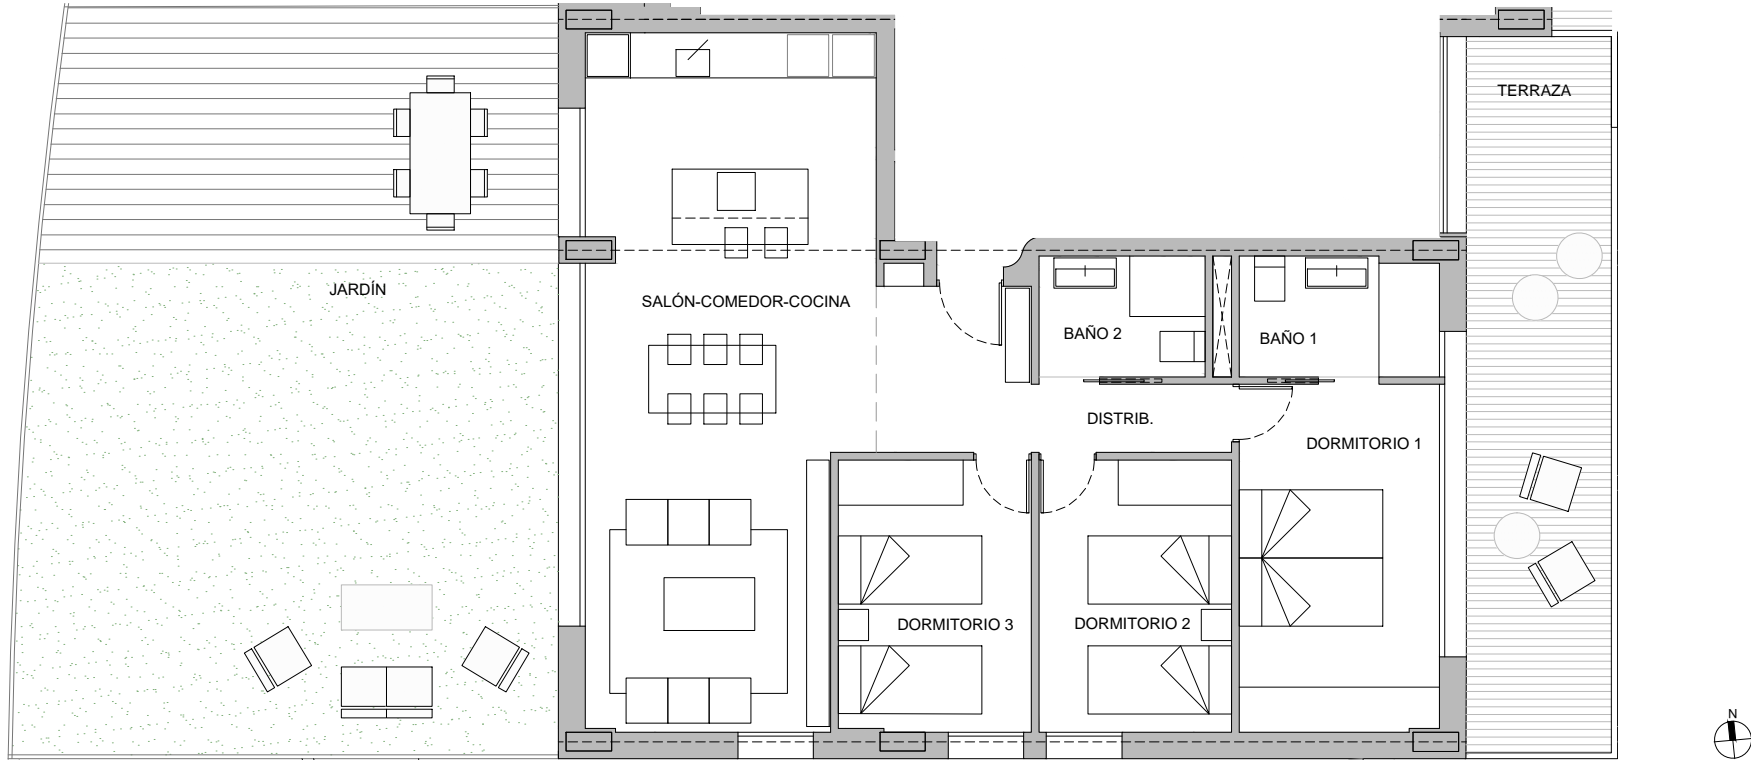 TERRAZA
JARDÍN
SALÓN-COMEDOR-COCINA
BAÑO 2
BAÑO 1
DISTRIB.
DORMITORIO 1
DORMITORIO 3
DORMITORIO 2
N